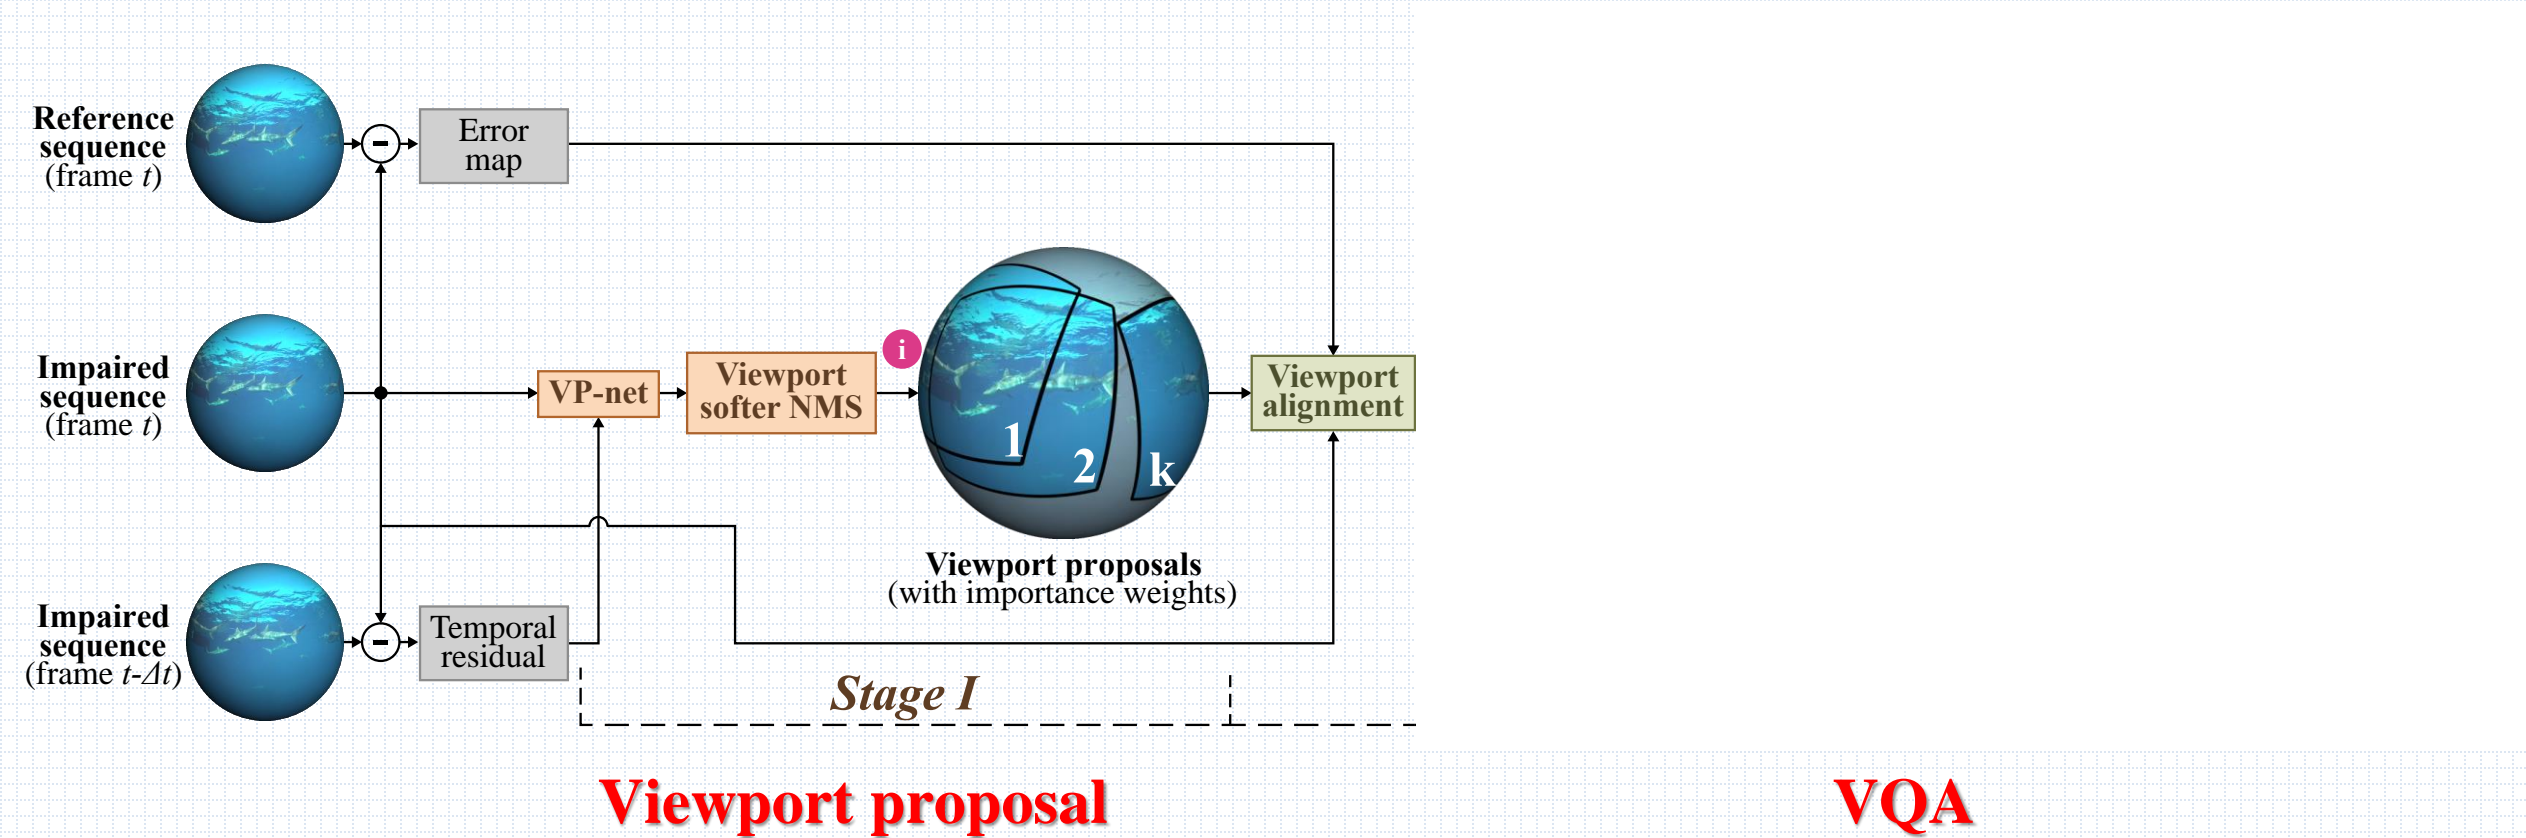 Reference
sequence
(frame t)
-
Error
map
Impaired
sequence
(frame t)
VP-net
Viewport
softer NMS
i
1
2
k
Viewport
alignment
Viewport proposals
(with importance weights)
Impaired
sequence
(frame t-Δt)
-
Temporal
residual
Stage I
Viewport proposal
VQA